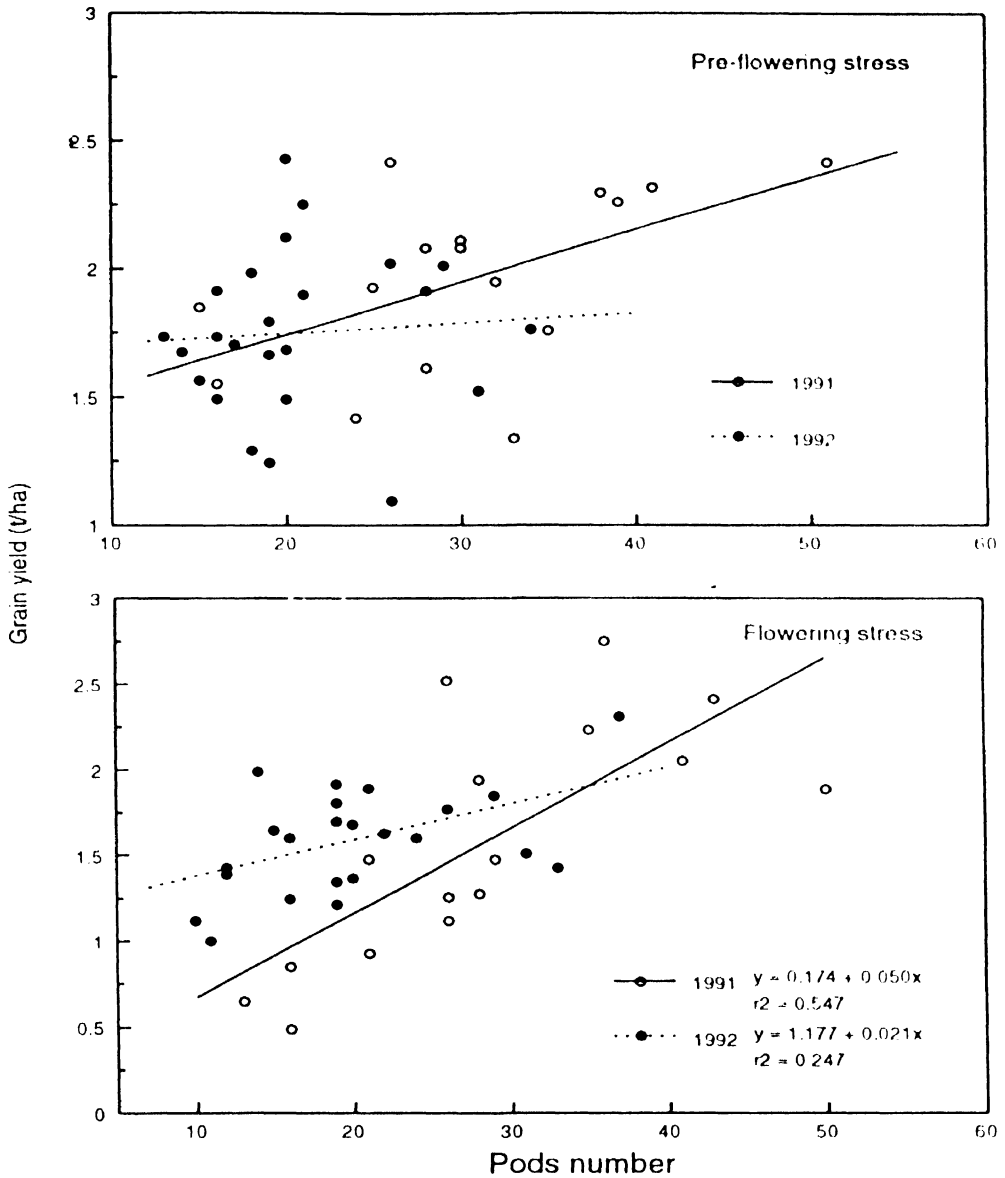 Grain yield (t/ha)
3
Pre-flowering stress
2.5
2
1991
1.5
1992
1
10 20 30 40 50 60
3
Flowering stress
2.5
2
1.5
1
1991 y = 0.174 + 0.050x
r2 = 0.547
0.5
1992 y = 1.177 + 0.021x
r2 = 0.247
0
10 20 30 40 50 60
Pods number